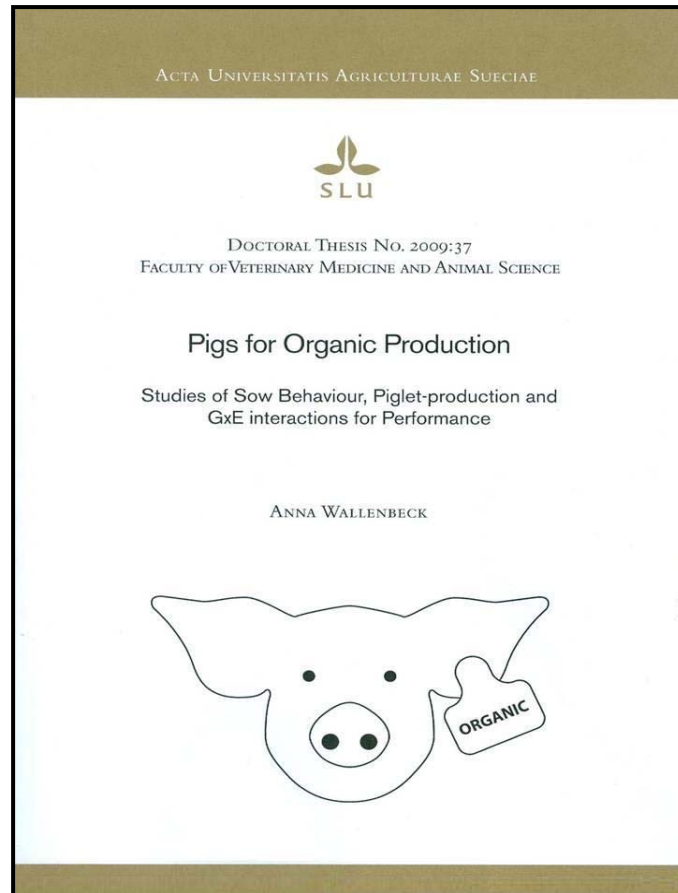 ACTA UNIVERSITATIS AGRICULTURAE SUECIAE
SLU
DOCTORAL THESIS NO. 2009:37
FACULTY OF VETERINARY MEDICINE AND ANIMAL SCIENCE
Pigs for Organic Production
Studies of Sow Behaviour, Piglet-production and
GxE interactions for Performance
ANNA WALLENBECK
ORGANIC